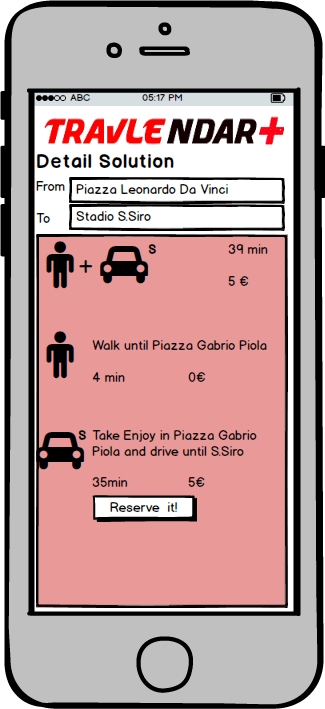 ABC 05:17 PM
TRAVLENDAR+
Detail Solution
From Piazza Leonardo Da Vinci
To Stadio S.Siro
+ S 39 min
5 €
Walk until Piazza Gabrio Piola
4 min 0€
S Take Enjoy in Piazza Gabrio
Piola and drive until S.Siro
35min 5€
Reserve it!